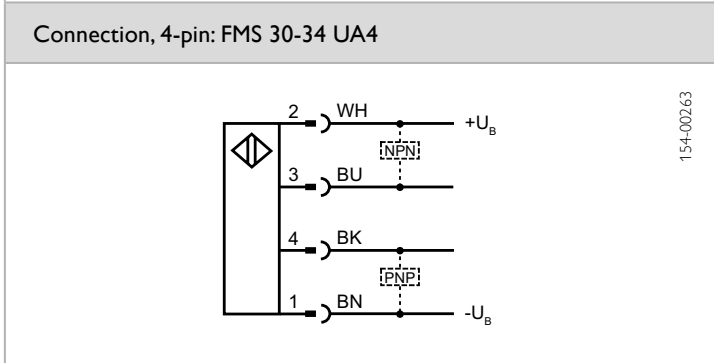 Connection, 4-pin: FMS 30-34 UA4
2 WH +U_B
NPN
3 BU
4 BK
PNP
1 BN -U_B
154-00263